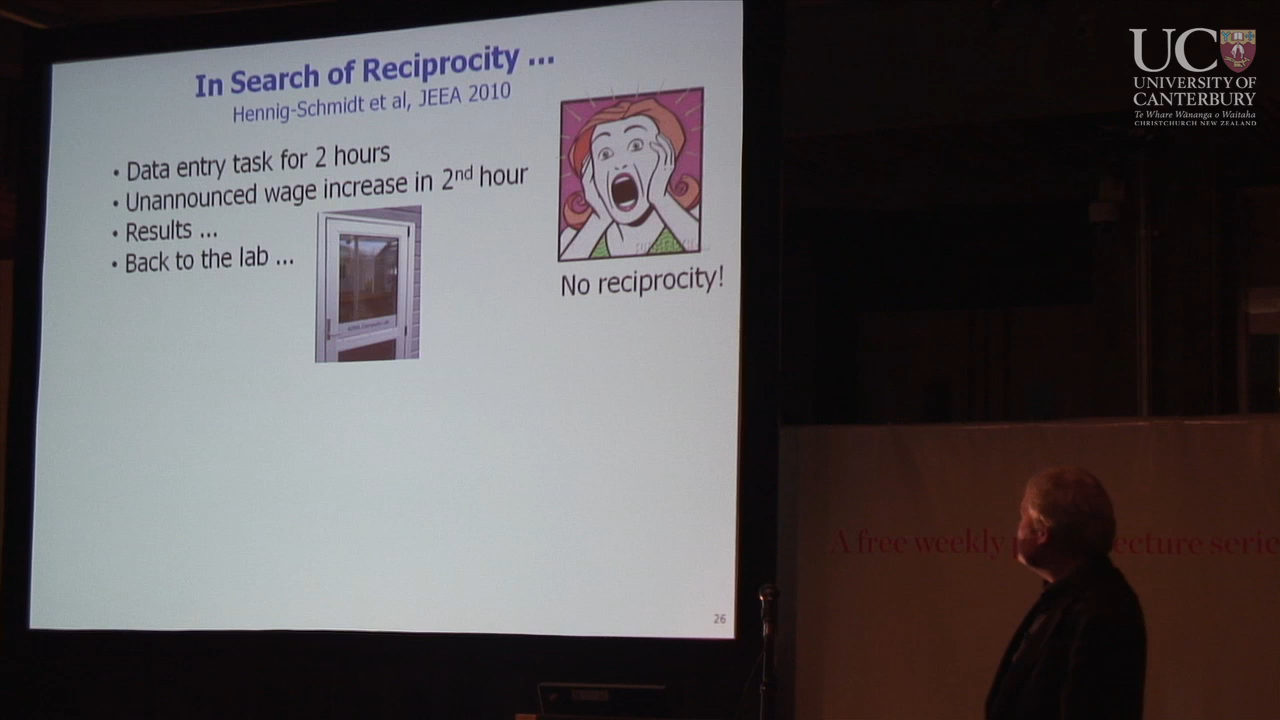 In Search of Reciprocity ...
Hennig-Schmidt et al, JEEA 2010
• Data entry task for 2 hours
• Unannounced wage increase in 2nd hour
• Results ...
• Back to the lab ...
No reciprocity!
26
UC
UNIVERSITY OF
CANTERBURY
Te Whare Wānanga o Waitaha
CHRISTCHURCH NEW ZEALAND
A free weekly p ecture serie